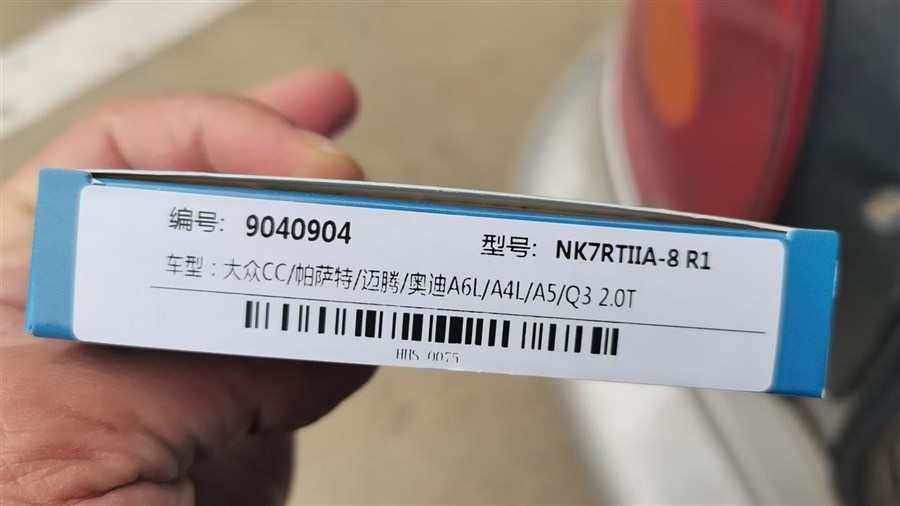 编号: 9040904 型号: NK7RTIIA-8 R1
车型：大众CC/帕萨特/迈腾/奥迪A6L/A4L/A5/Q3 2.0T
HHS 0075